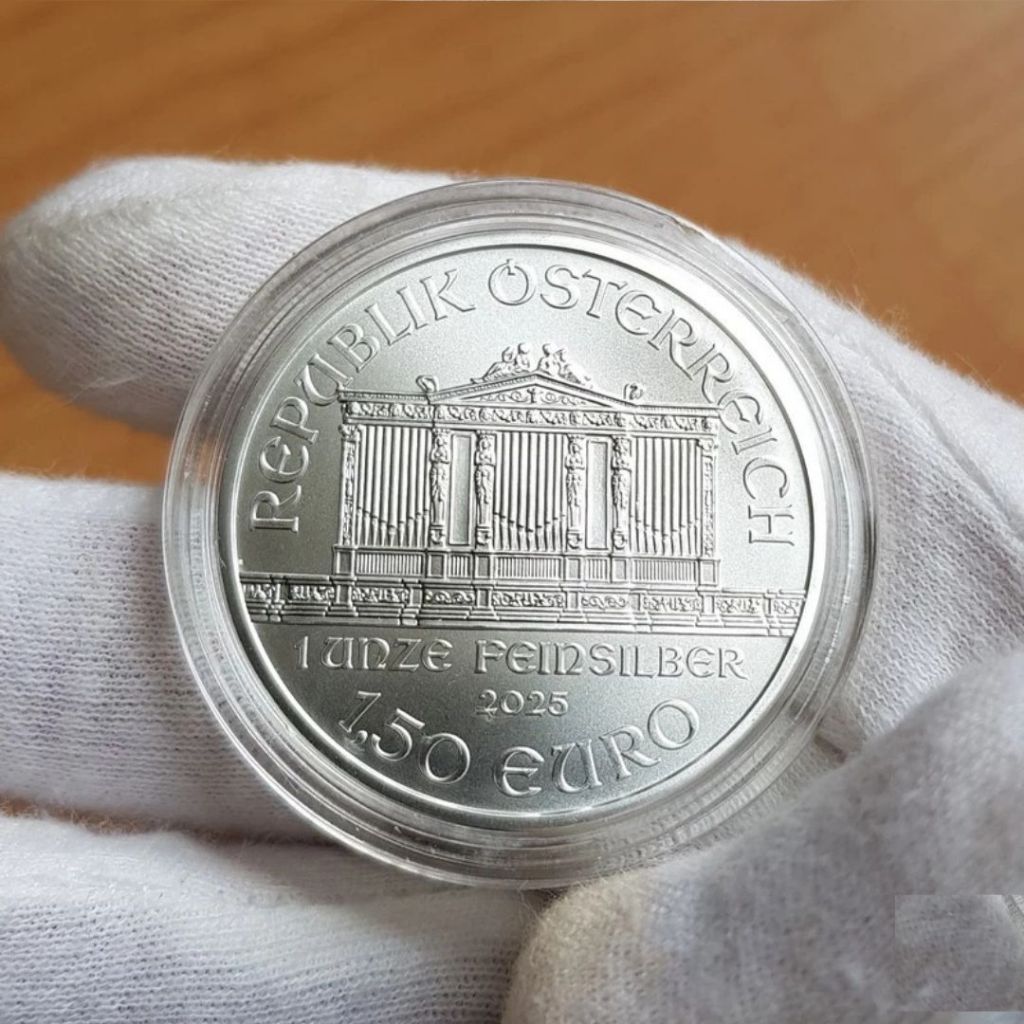 REPUBLIK ÖSTERREICH
1 UNZE FEINSILBER
2025
1,50 EURO